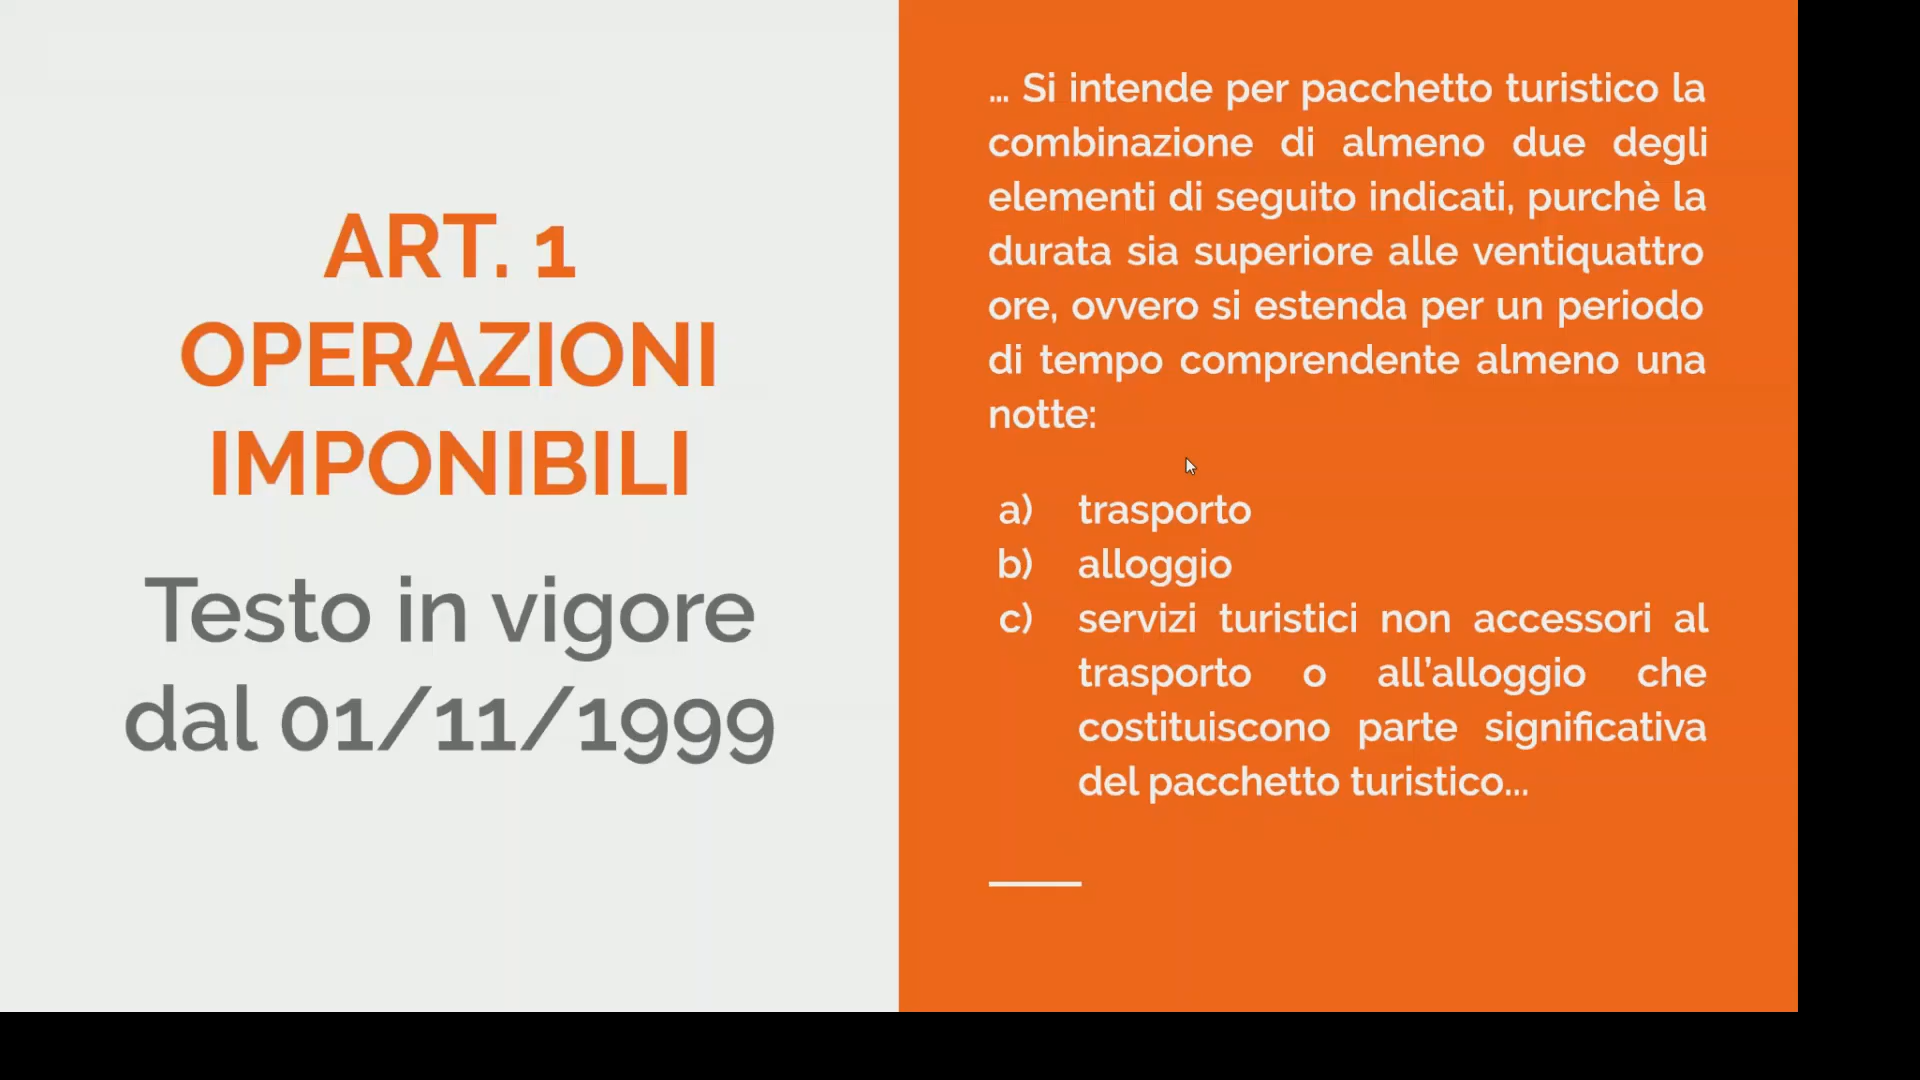 ART. 1
OPERAZIONI
IMPONIBILI
Testo in vigore
dal 01/11/1999
... Si intende per pacchetto turistico la
combinazione di almeno due degli
elementi di seguito indicati, purchè la
durata sia superiore alle ventiquattro
ore, ovvero si estenda per un periodo
di tempo comprendente almeno una
notte:
a) trasporto
b) alloggio
c) servizi turistici non accessori al
trasporto o all’alloggio che
costituiscono parte significativa
del pacchetto turistico...